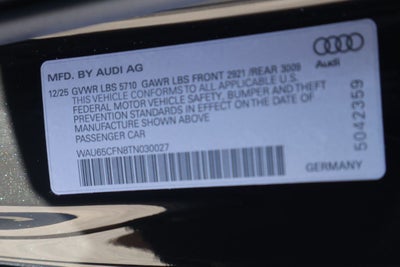 MFD. BY AUDI AG
Audi
12/25 GVWR LBS 5710 GAWR LBS FRONT 2921 /REAR 3009
THIS VEHICLE CONFORMS TO ALL APPLICABLE U.S.
FEDERAL MOTOR VEHICLE SAFETY, BUMPER AND THEFT
PREVENTION STANDARDS IN EFFECT ON THE DATE OF
MANUFACTURE SHOWN ABOVE
PASSENGER CAR
WAU65CFN8TN030027
5042359
GERMANY